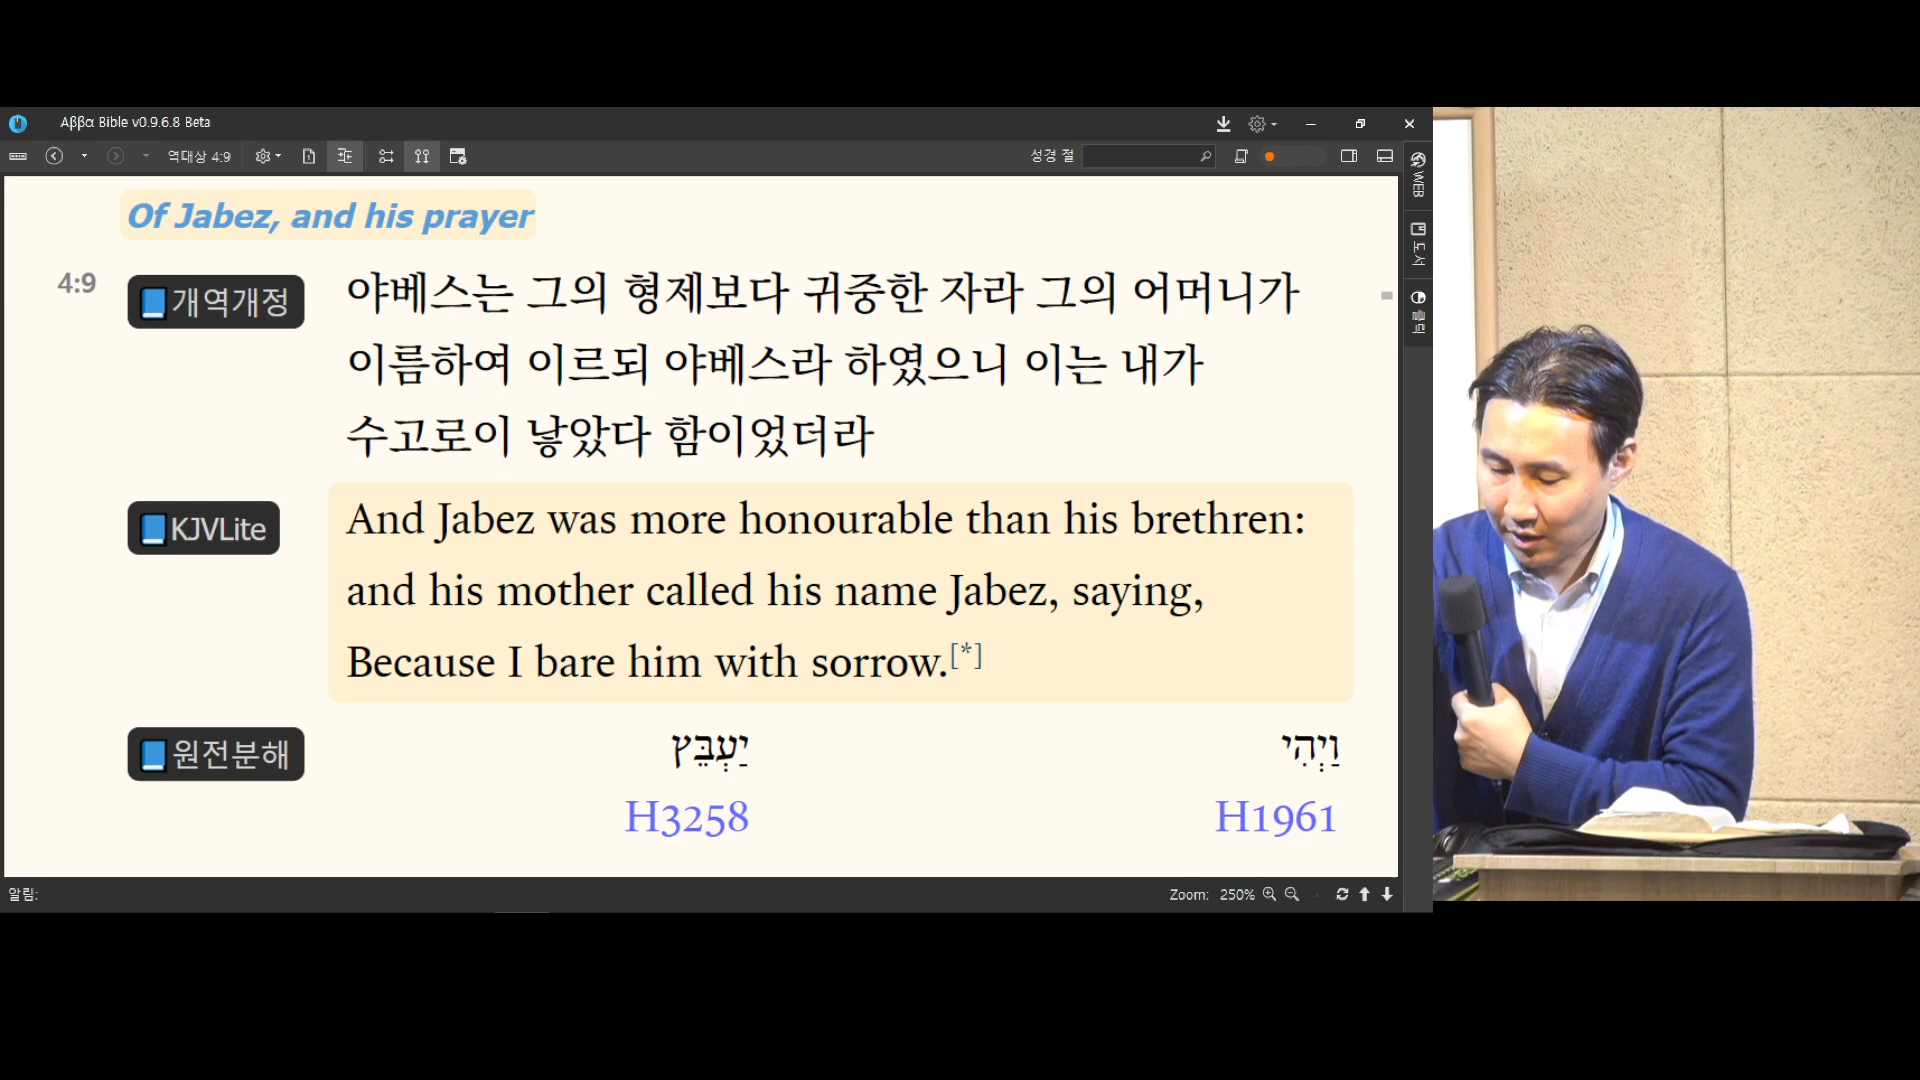 Aββα Bible v0.9.6.8 Beta
역대상 4:9
성경 절
WEB
도서
클릭
Of Jabez, and his prayer
4:9
개역개정
야베스는 그의 형제보다 귀중한 자라 그의 어머니가
이름하여 이르되 야베스라 하였으니 이는 내가
수고로이 낳았다 함이었더라
KJVLite
And Jabez was more honourable than his brethren:
and his mother called his name Jabez, saying,
Because I bare him with sorrow.[*]
원전분해
וַיְהִי יַעְבֵּץ
H1961 H3258
알림:
Zoom: 250%